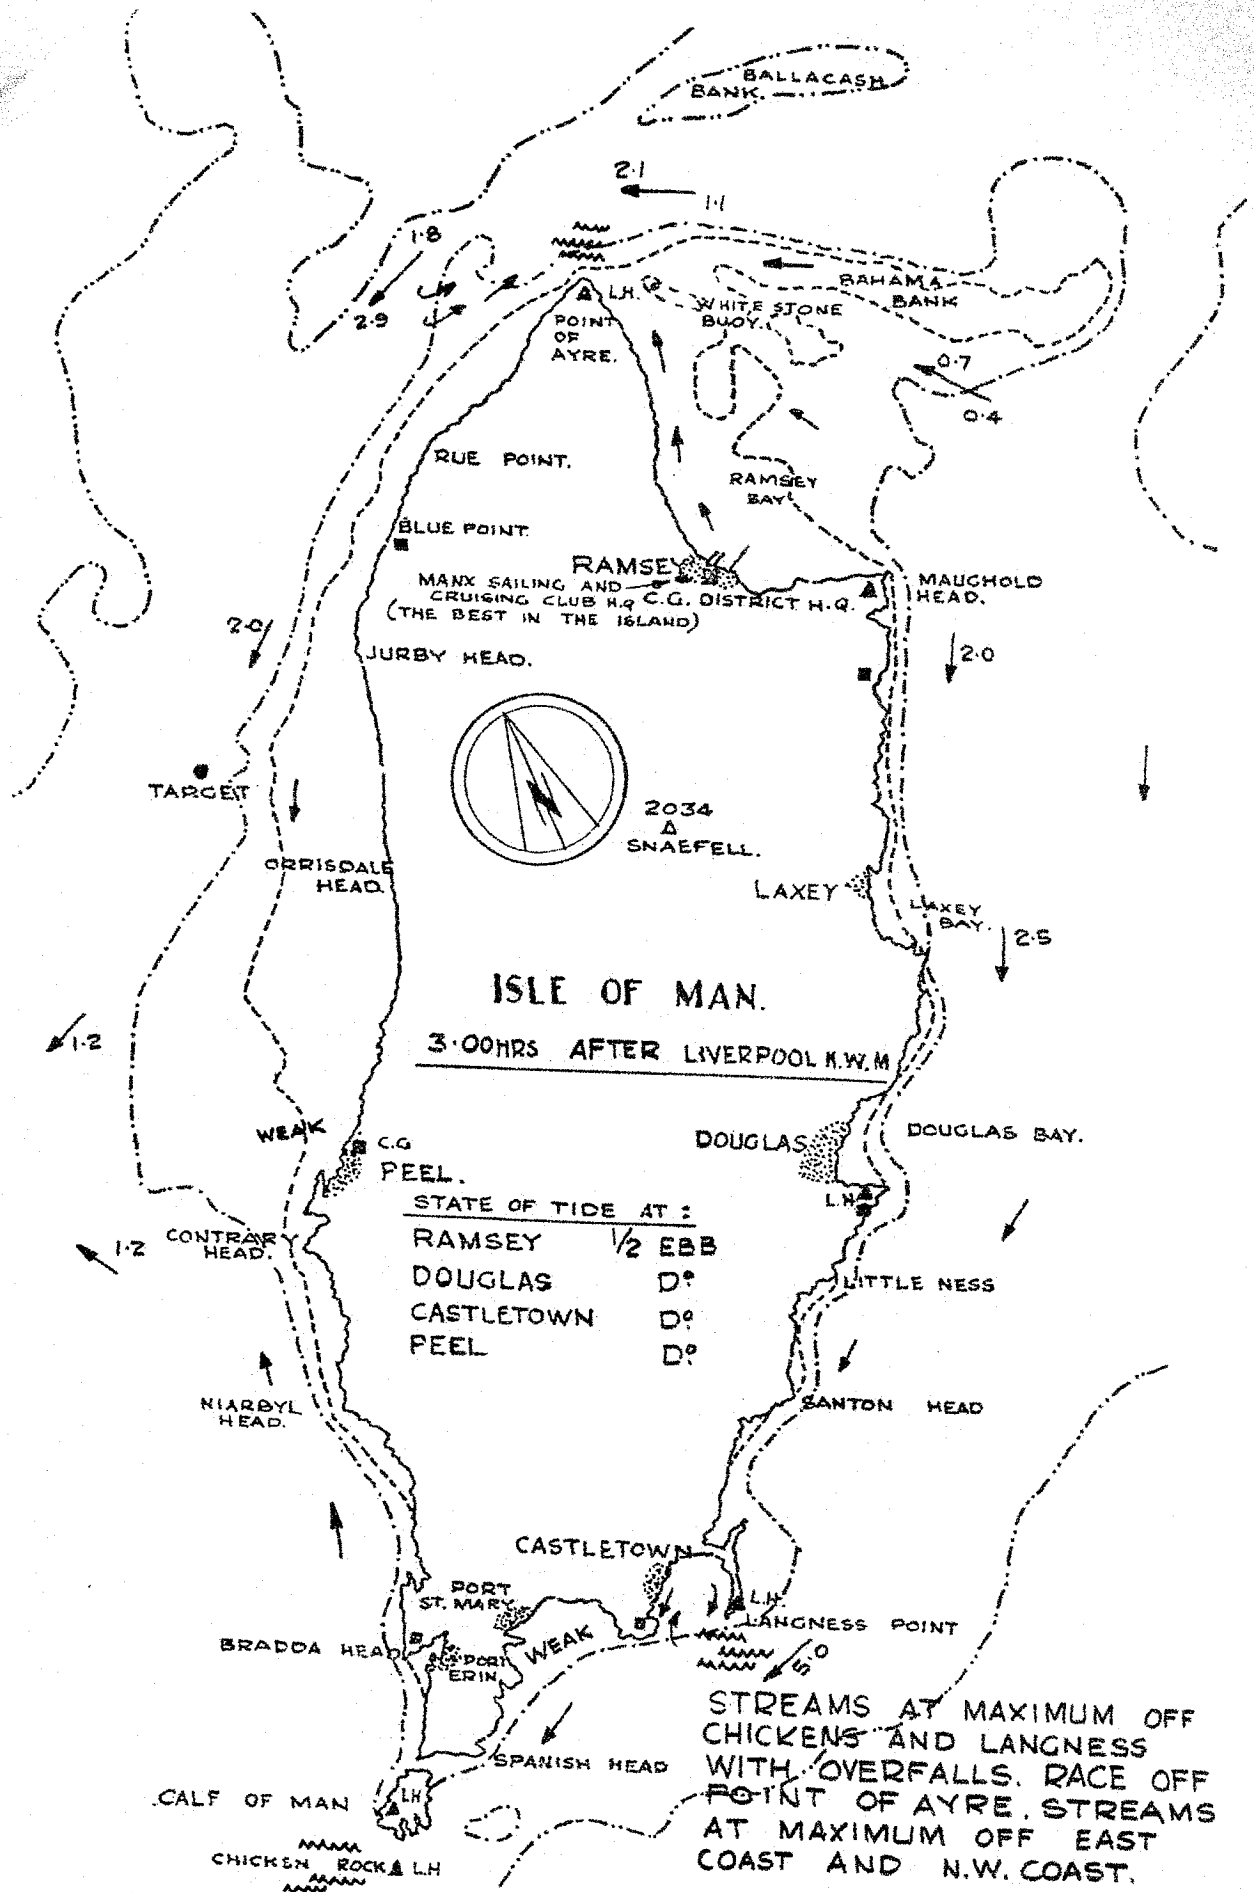 BALLACASH
BANK.
2·1
1·1
1·8
2·9
L.H.
POINT
OF
AYRE.
WHITE STONE
BUOY.
BAHAMA
BANK
0·7
0·4
RUE POINT.
RAMSEY
BAY
BLUE POINT
RAMSEY
MANX SAILING AND
CRUISING CLUB H.Q
C.G. DISTRICT H.Q.
(THE BEST IN THE ISLAND)
MAUGHOLD
HEAD.
2·0
JURBY HEAD.
2·0
TARGET
N
2034
SNAEFELL.
ORRISDALE
HEAD.
LAXEY
LAXEY
BAY.
2·5
ISLE OF MAN.
3·00HRS AFTER LIVERPOOL H.W.M
1·2
WEAK
C.G
PEEL.
DOUGLAS
DOUGLAS BAY.
L.H
STATE OF TIDE AT :
RAMSEY 1/2 EBB
DOUGLAS Dº
CASTLETOWN Dº
PEEL Dº
CONTRARY
HEAD.
1·2
LITTLE NESS
NIARBYL
HEAD.
SANTON HEAD
CASTLETOWN
PORT
ST. MARY
L.H.
LANGNESS POINT
BRADDA HEAD
PORT
ERIN
WEAK
5·0
SPANISH HEAD
CALF OF MAN
LH
CHICKEN ROCK L.H
STREAMS AT MAXIMUM OFF
CHICKENS AND LANGNESS
WITH OVERFALLS. RACE OFF
POINT OF AYRE. STREAMS
AT MAXIMUM OFF EAST
COAST AND N.W. COAST.